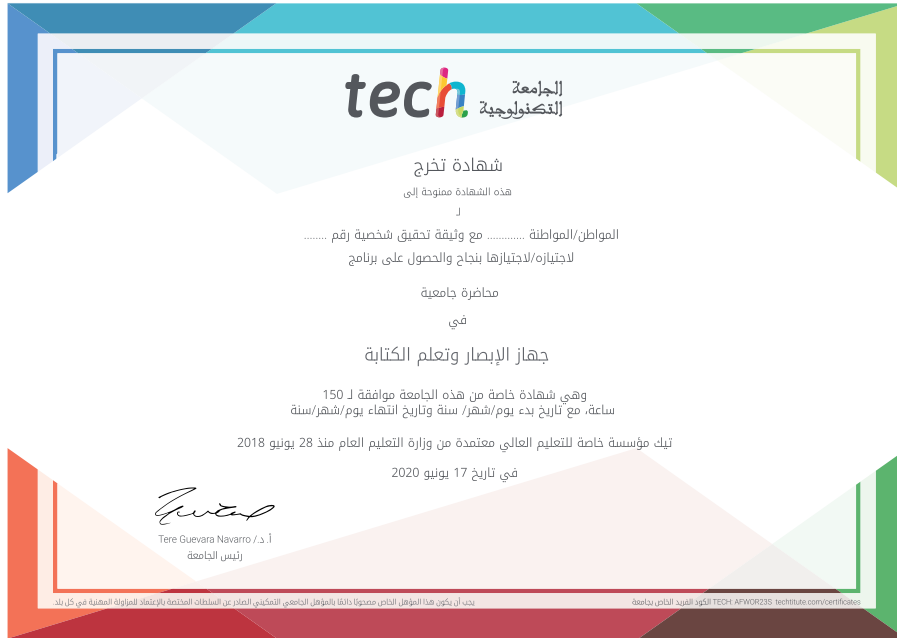 tech الجامعة
التكنولوجية
شهادة تخرج
هذه الشهادة ممنوحة إلى
لـ
المواطن/المواطنة ............. مع وثيقة تحقيق شخصية رقم ........
لاجتيازه/لاجتيازها بنجاح والحصول على برنامج
محاضرة جامعية
في
جهاز الإبصار وتعلم الكتابة
وهي شهادة خاصة من هذه الجامعة موافقة لـ 150
ساعة، مع تاريخ بدء يوم/شهر/ سنة وتاريخ انتهاء يوم/شهر/سنة
تيك مؤسسة خاصة للتعليم العالي معتمدة من وزارة التعليم العام منذ 28 يونيو 2018
في تاريخ 17 يونيو 2020
أ.د./ Tere Guevara Navarro
رئيس الجامعة
يجب أن يكون هذا المؤهل الخاص مصحوبًا دائمًا بالمؤهل الجامعي التمكيني الصادر عن السلطات المختصة بالإعتماد للمزاولة المهنية في كل بلد.
الكود الفريد الخاص بجامعة TECH: AFWOR23S techtitute.com/certificates